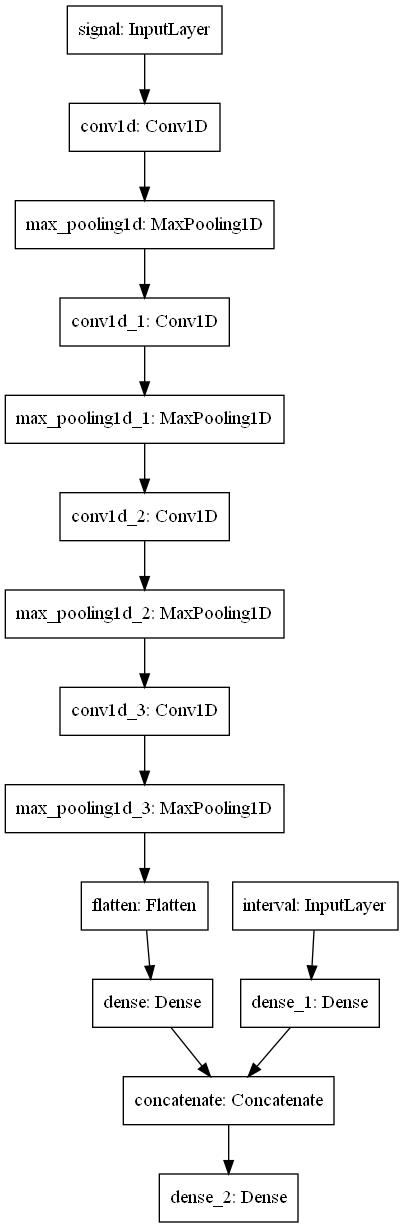 signal: InputLayer
conv1d: Conv1D
max_pooling1d: MaxPooling1D
conv1d_1: Conv1D
max_pooling1d_1: MaxPooling1D
conv1d_2: Conv1D
max_pooling1d_2: MaxPooling1D
conv1d_3: Conv1D
max_pooling1d_3: MaxPooling1D
flatten: Flatten
interval: InputLayer
dense: Dense
dense_1: Dense
concatenate: Concatenate
dense_2: Dense